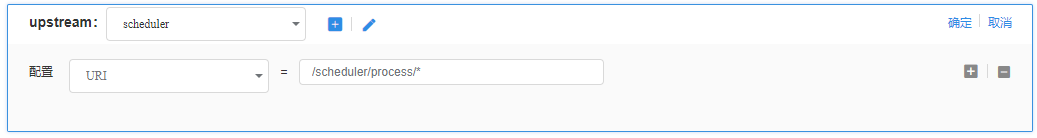 upstream: scheduler 确定 取消
配置 URI = /scheduler/process/*